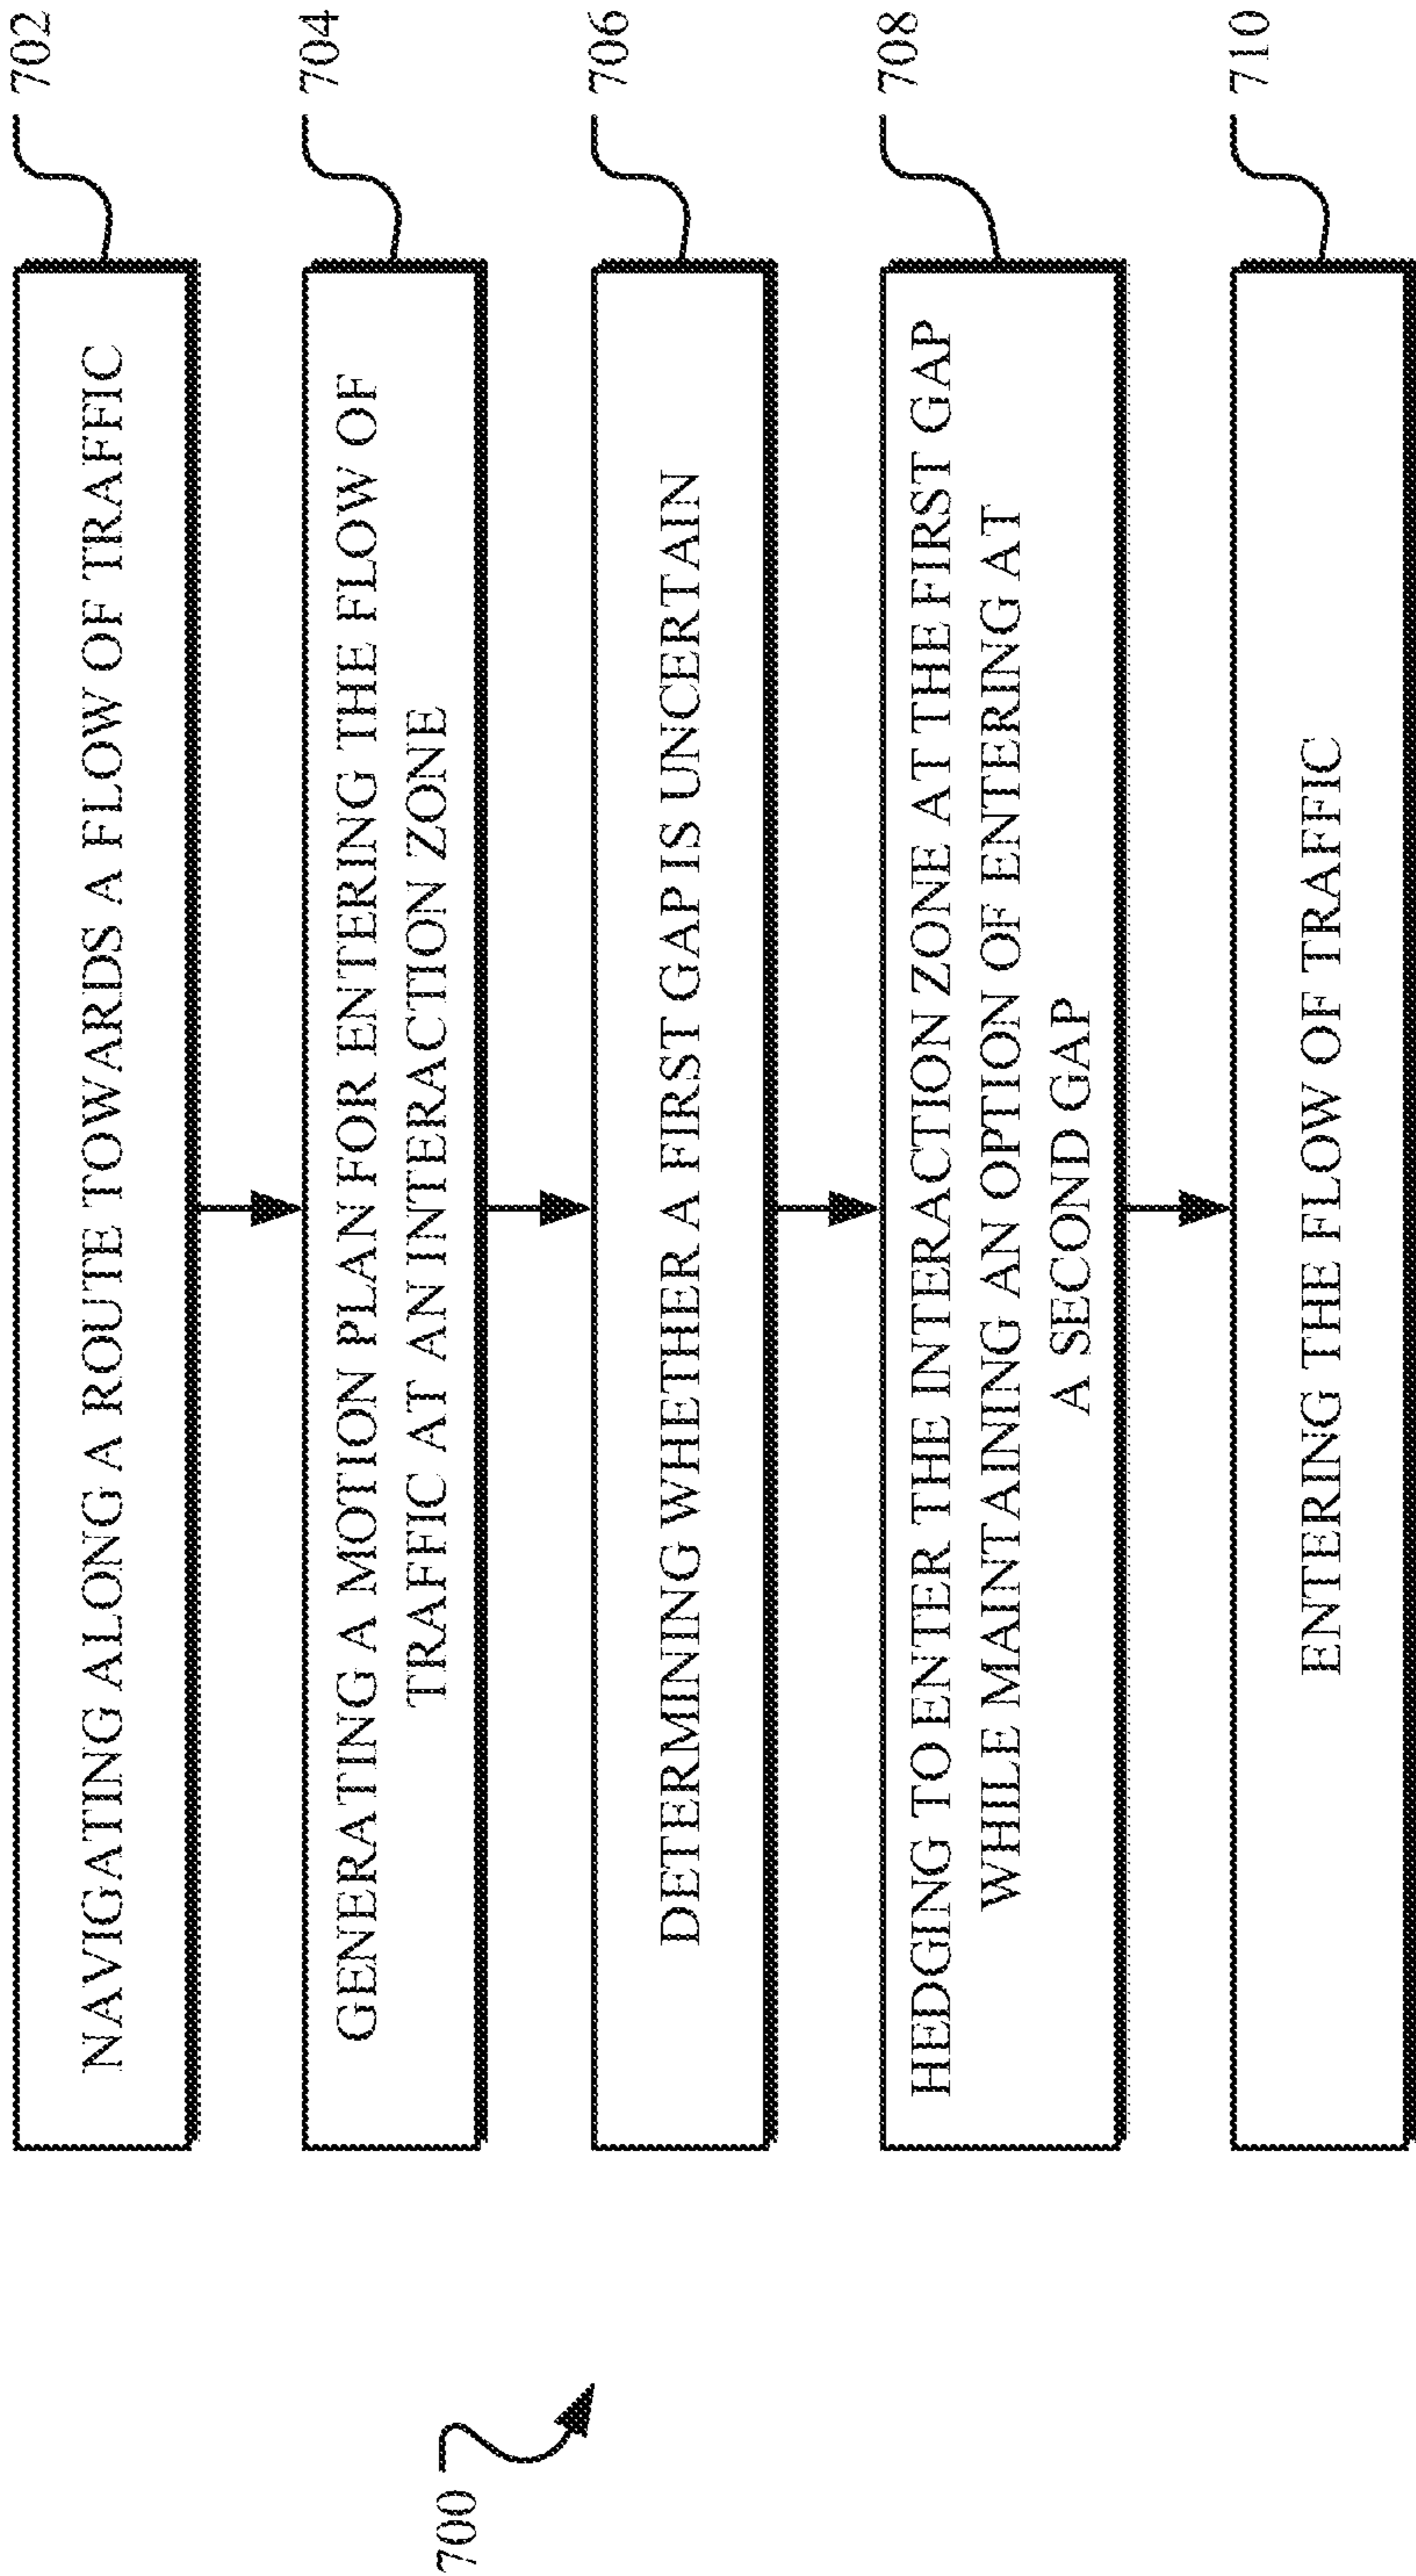 700
NAVIGATING ALONG A ROUTE TOWARDS A FLOW OF TRAFFIC
702
GENERATING A MOTION PLAN FOR ENTERING THE FLOW OF
TRAFFIC AT AN INTERACTION ZONE
704
DETERMINING WHETHER A FIRST GAP IS UNCERTAIN
706
HEDGING TO ENTER THE INTERACTION ZONE AT THE FIRST GAP
WHILE MAINTAINING AN OPTION OF ENTERING AT
A SECOND GAP
708
ENTERING THE FLOW OF TRAFFIC
710